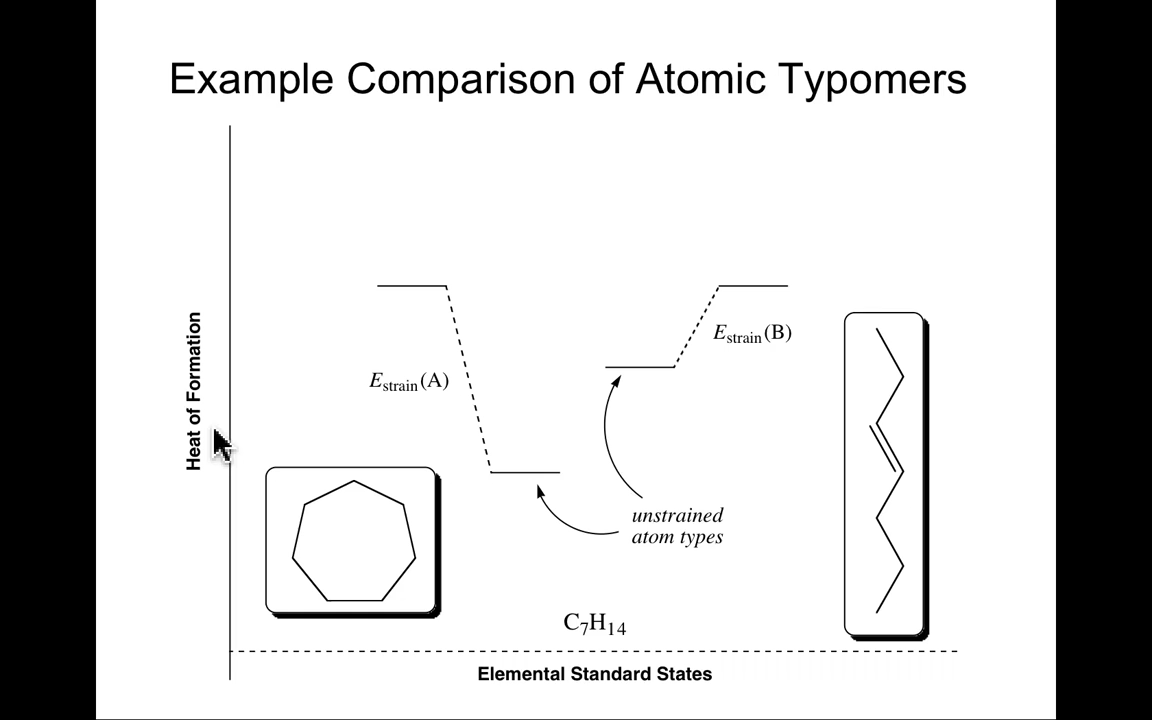 Example Comparison of Atomic Typomers
Heat of Formation
E_strain(A)
E_strain(B)
unstrained
atom types
C₇H₁₄
Elemental Standard States